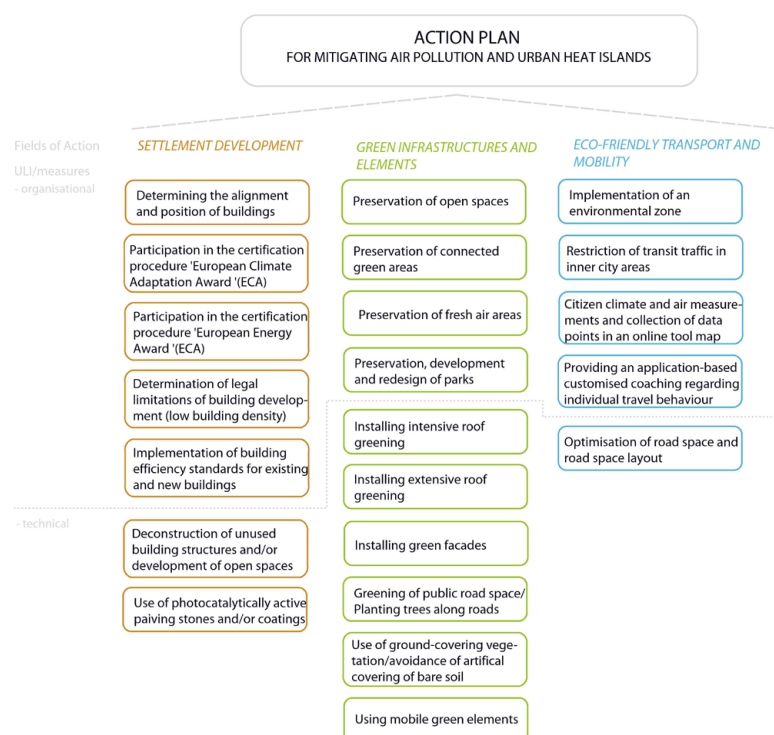 ACTION PLAN
FOR MITIGATING AIR POLLUTION AND URBAN HEAT ISLANDS
Fields of Action
ULI/measures
- organisational
SETTLEMENT DEVELOPMENT
Determining the alignment
and position of buildings
Participation in the certification
procedure 'European Climate
Adaptation Award '(ECA)
Participation in the certification
procedure 'European Energy
Award '(ECA)
Determination of legal
limitations of building develop-
ment (low building density)
Implementation of building
efficiency standards for existing
and new buildings
- technical
Deconstruction of unused
building structures and/or
development of open spaces
Use of photocatalytically active
paiving stones and/or coatings
GREEN INFRASTRUCTURES AND
ELEMENTS
Preservation of open spaces
Preservation of connected
green areas
Preservation of fresh air areas
Preservation, development
and redesign of parks
Installing intensive roof
greening
Installing extensive roof
greening
Installing green facades
Greening of public road space/
Planting trees along roads
Use of ground-covering vege-
tation/avoidance of artifical
covering of bare soil
Using mobile green elements
ECO-FRIENDLY TRANSPORT AND
MOBILITY
Implementation of an
environmental zone
Restriction of transit traffic in
inner city areas
Citizen climate and air measure-
ments and collection of data
points in an online tool map
Providing an application-based
customised coaching regarding
individual travel behaviour
Optimisation of road space and
road space layout